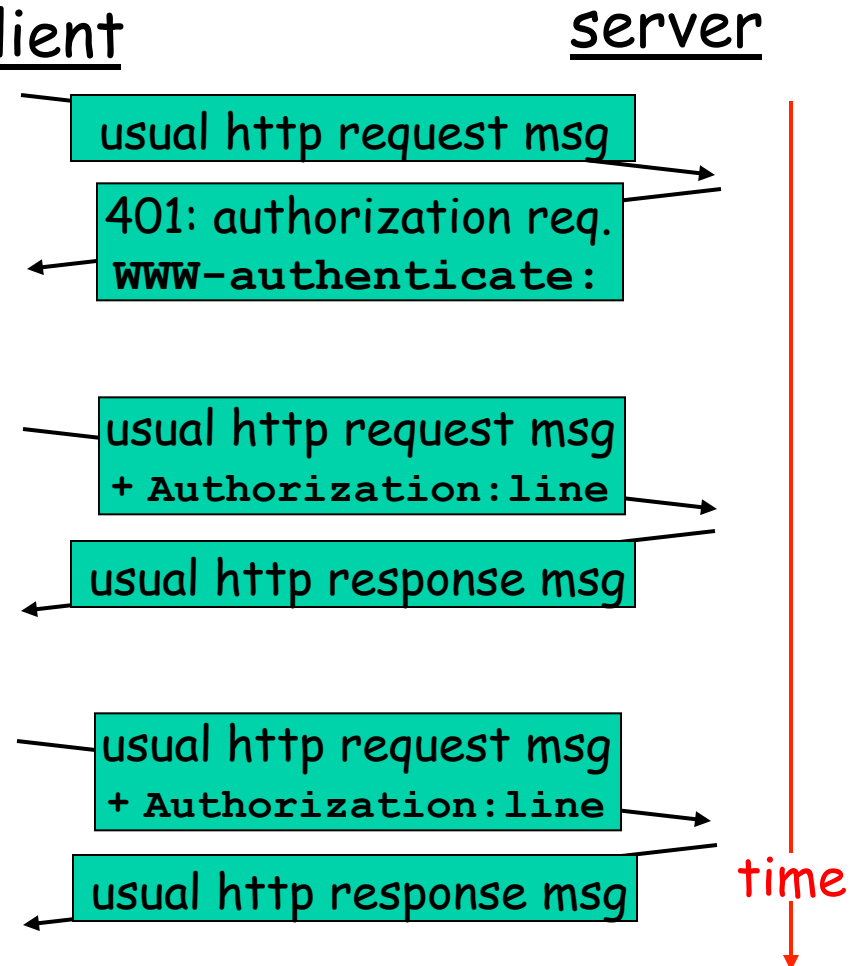 lient
server
usual http request msg
401: authorization req.
WWW-authenticate:
usual http request msg
+ Authorization:line
usual http response msg
usual http request msg
+ Authorization:line
usual http response msg
time